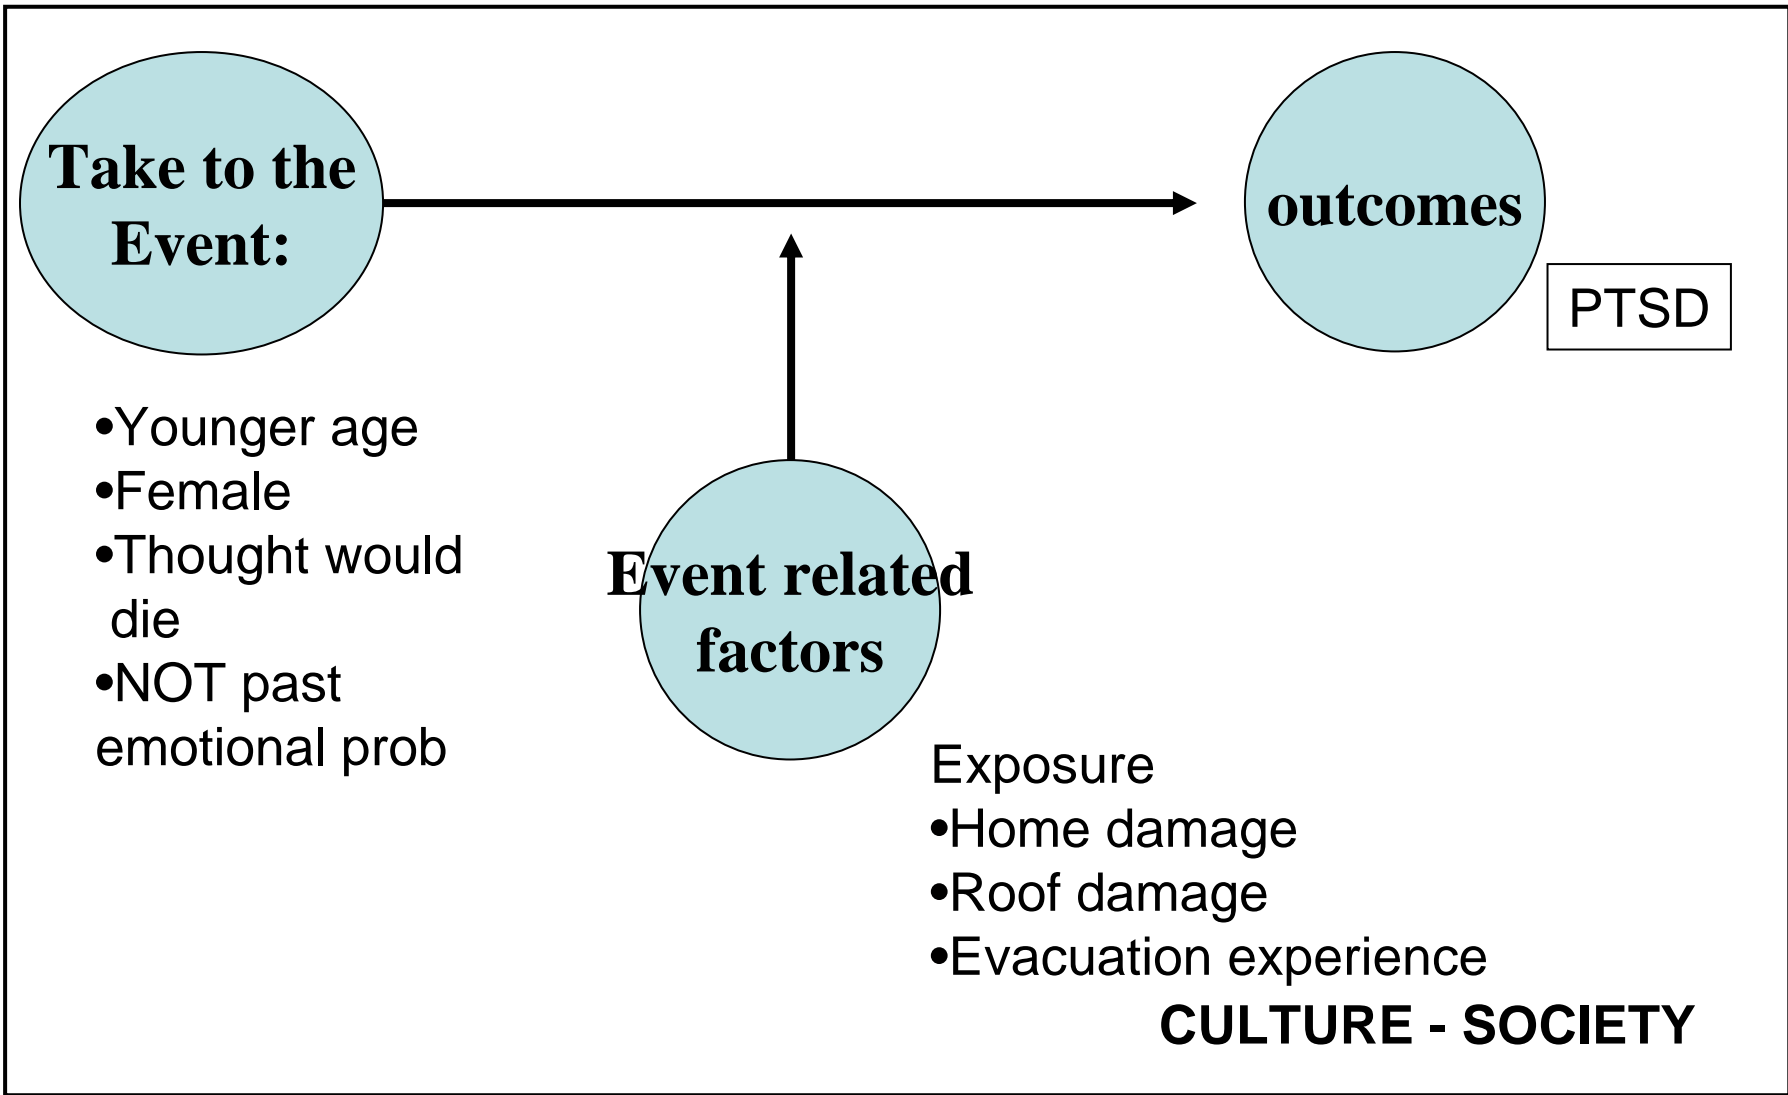 Take to the
Event:
outcomes
PTSD
•Younger age
•Female
•Thought would
die
•NOT past
emotional prob
Event related
factors
Exposure
•Home damage
•Roof damage
•Evacuation experience
CULTURE - SOCIETY